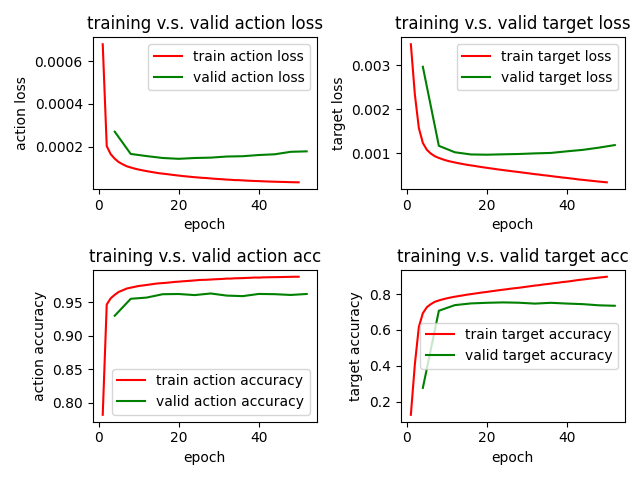 training v.s. valid action loss
0.0006
0.0004
0.0002
action loss
train action loss
valid action loss
0
20
40
epoch
training v.s. valid target loss
0.003
0.002
0.001
target loss
train target loss
valid target loss
0
20
40
epoch
training v.s. valid action acc
0.95
0.90
0.85
0.80
action accuracy
train action accuracy
valid action accuracy
0
20
40
epoch
training v.s. valid target acc
0.8
0.6
0.4
0.2
target accuracy
train target accuracy
valid target accuracy
0
20
40
epoch